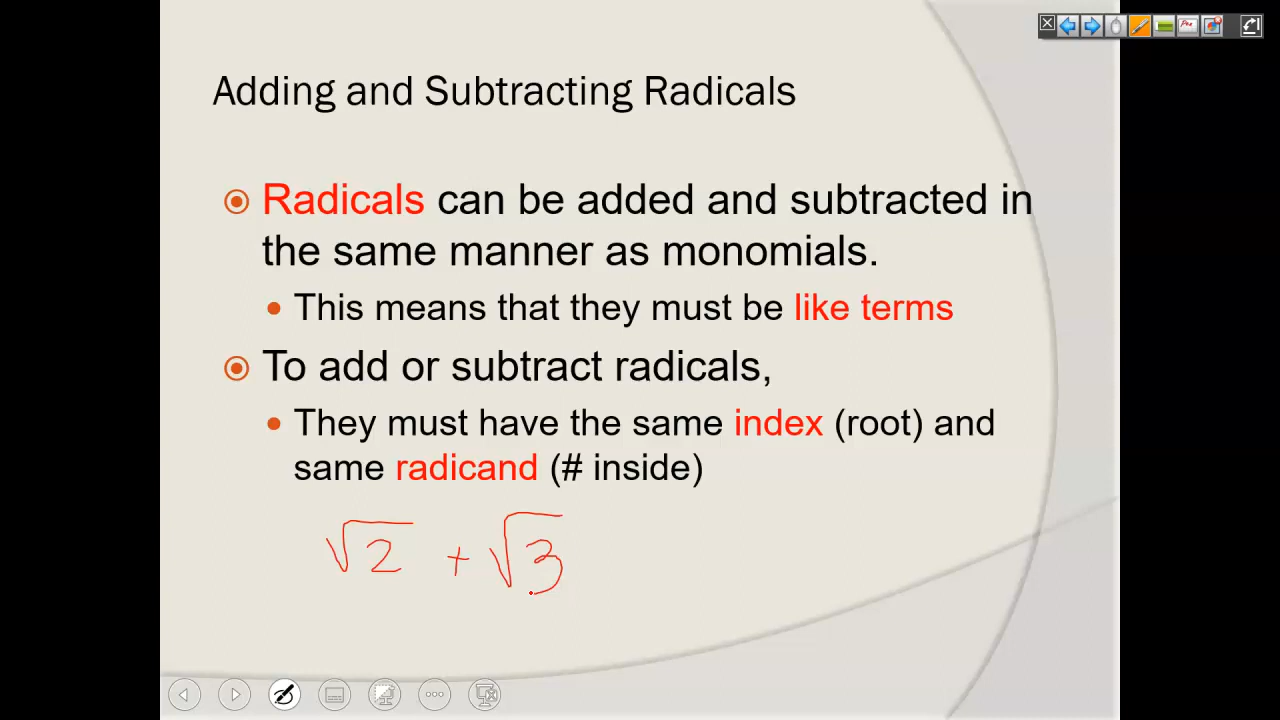 Adding and Subtracting Radicals
Radicals can be added and subtracted in
the same manner as monomials.
This means that they must be like terms
To add or subtract radicals,
They must have the same index (root) and
same radicand (# inside)
√2 + √3